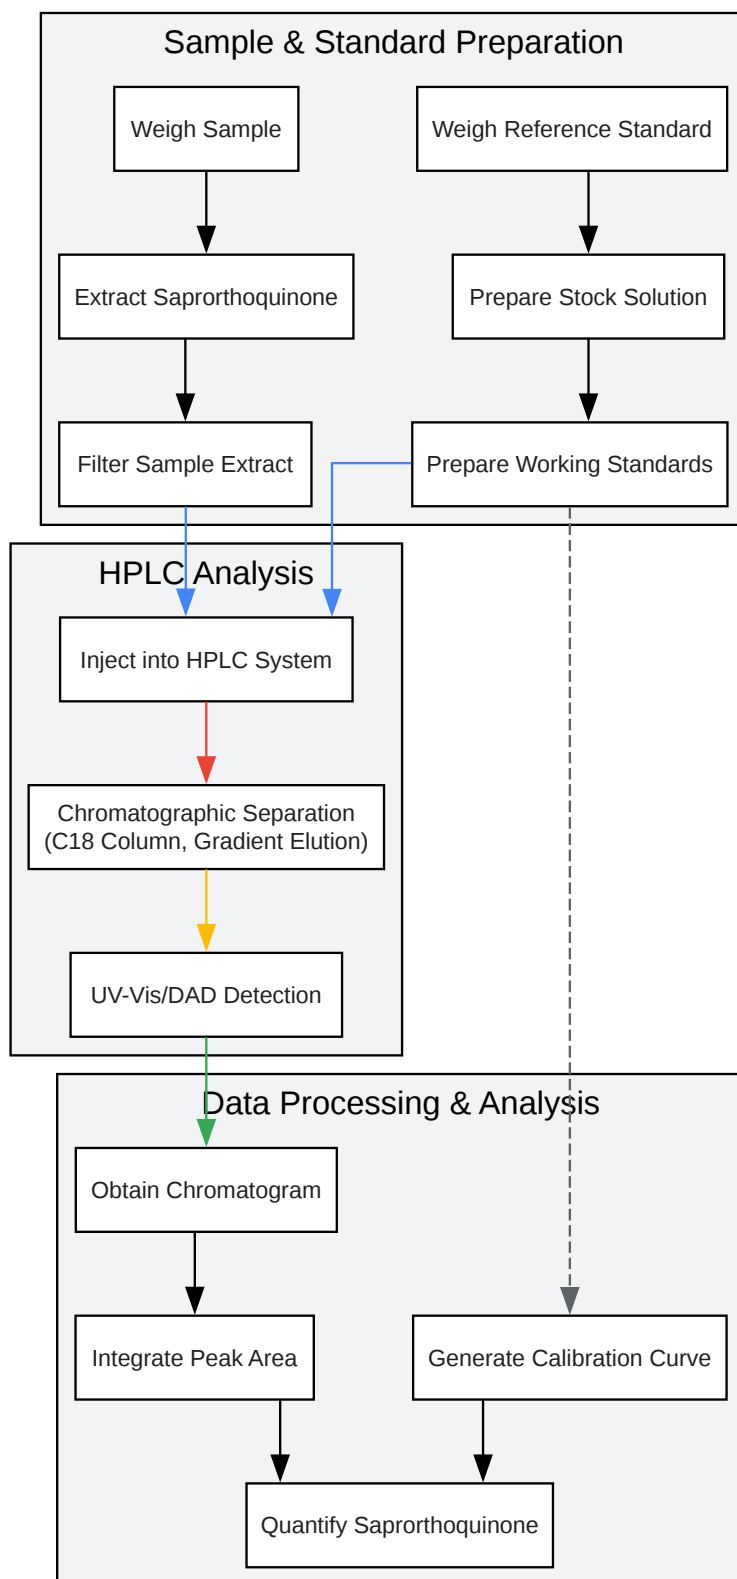 Sample & Standard Preparation
Weigh Sample
Weigh Reference Standard
Extract Saprorthoquinone
Prepare Stock Solution
Filter Sample Extract
Prepare Working Standards
HPLC Analysis
Inject into HPLC System
Chromatographic Separation
(C18 Column, Gradient Elution)
UV-Vis/DAD Detection
Data Processing & Analysis
Obtain Chromatogram
Integrate Peak Area
Generate Calibration Curve
Quantify Saprorthoquinone